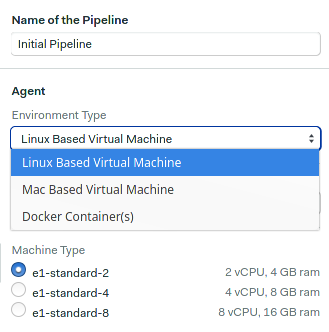 Name of the Pipeline
Initial Pipeline
Agent
Environment Type
Linux Based Virtual Machine
Linux Based Virtual Machine
Mac Based Virtual Machine
Docker Container(s)
Machine Type
e1-standard-2 2 vCPU, 4 GB ram
e1-standard-4 4 vCPU, 8 GB ram
e1-standard-8 8 vCPU, 16 GB ram